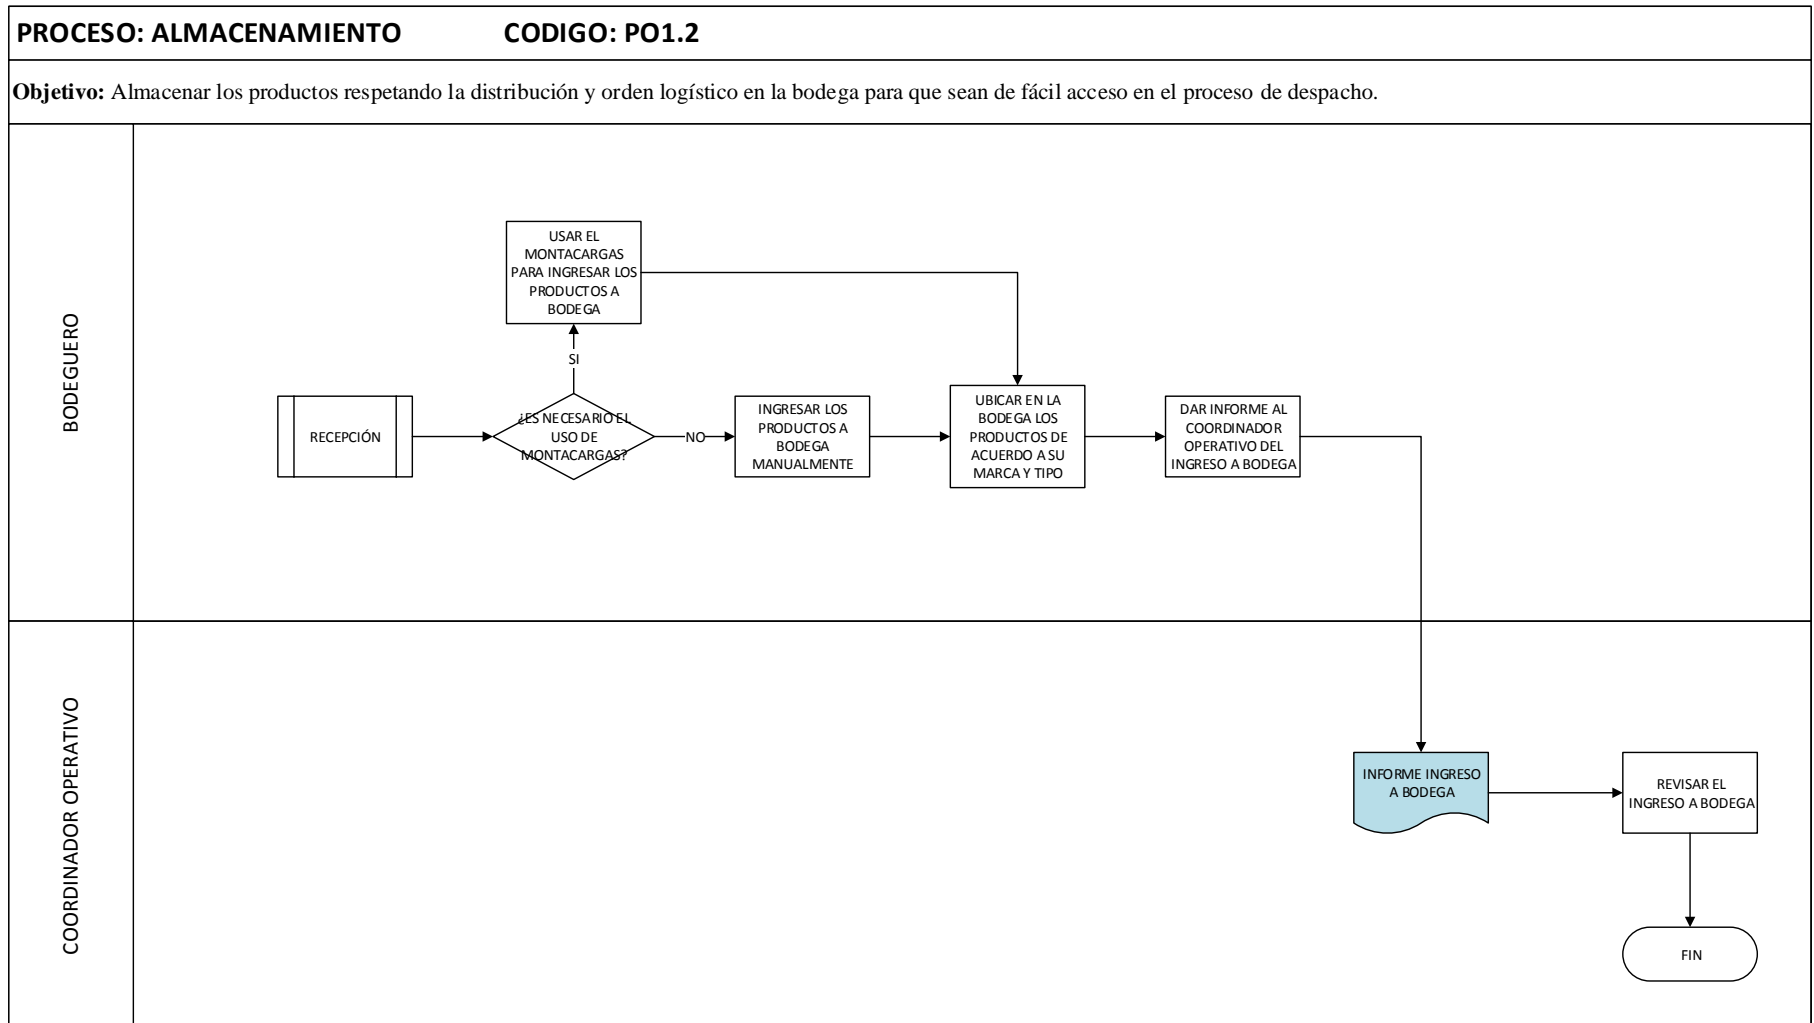 PROCESO: ALMACENAMIENTO CODIGO: PO1.2
Objetivo: Almacenar los productos respetando la distribución y orden logístico en la bodega para que sean de fácil acceso en el proceso de despacho.
BODEGUERO
USAR EL
MONTACARGAS
PARA INGRESAR LOS
PRODUCTOS A
BODEGA
SI
RECEPCIÓN
¿ES NECESARIO EL
USO DE
MONTACARGAS?
NO
INGRESAR LOS
PRODUCTOS A
BODEGA
MANUALMENTE
UBICAR EN LA
BODEGA LOS
PRODUCTOS DE
ACUERDO A SU
MARCA Y TIPO
DAR INFORME AL
COORDINADOR
OPERATIVO DEL
INGRESO A BODEGA
COORDINADOR OPERATIVO
INFORME INGRESO
A BODEGA
REVISAR EL
INGRESO A BODEGA
FIN